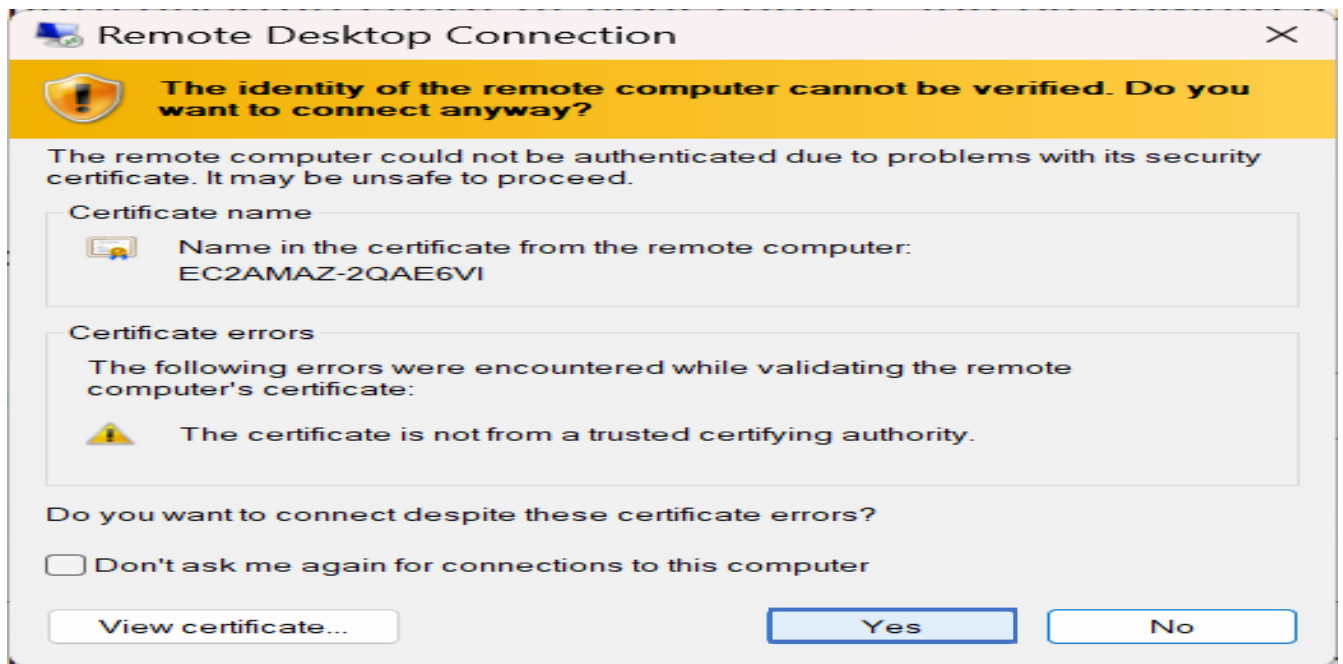 Remote Desktop Connection
The identity of the remote computer cannot be verified. Do you
want to connect anyway?
The remote computer could not be authenticated due to problems with its security
certificate. It may be unsafe to proceed.
Certificate name
Name in the certificate from the remote computer:
EC2AMAZ-2QAE6VI
Certificate errors
The following errors were encountered while validating the remote
computer's certificate:
The certificate is not from a trusted certifying authority.
Do you want to connect despite these certificate errors?
Don't ask me again for connections to this computer
View certificate... Yes No